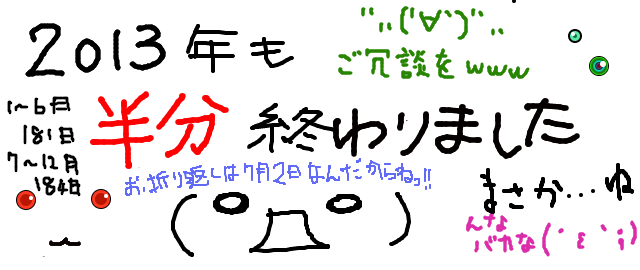 2013年も
",,('∀`)",,
ご冗談をwww
1~6月
181日
7~12月
184日
半分終わりました
お折り返しは7月2日なんだからねっ!!
まさか…ね
んな
バカな(´ε`;)